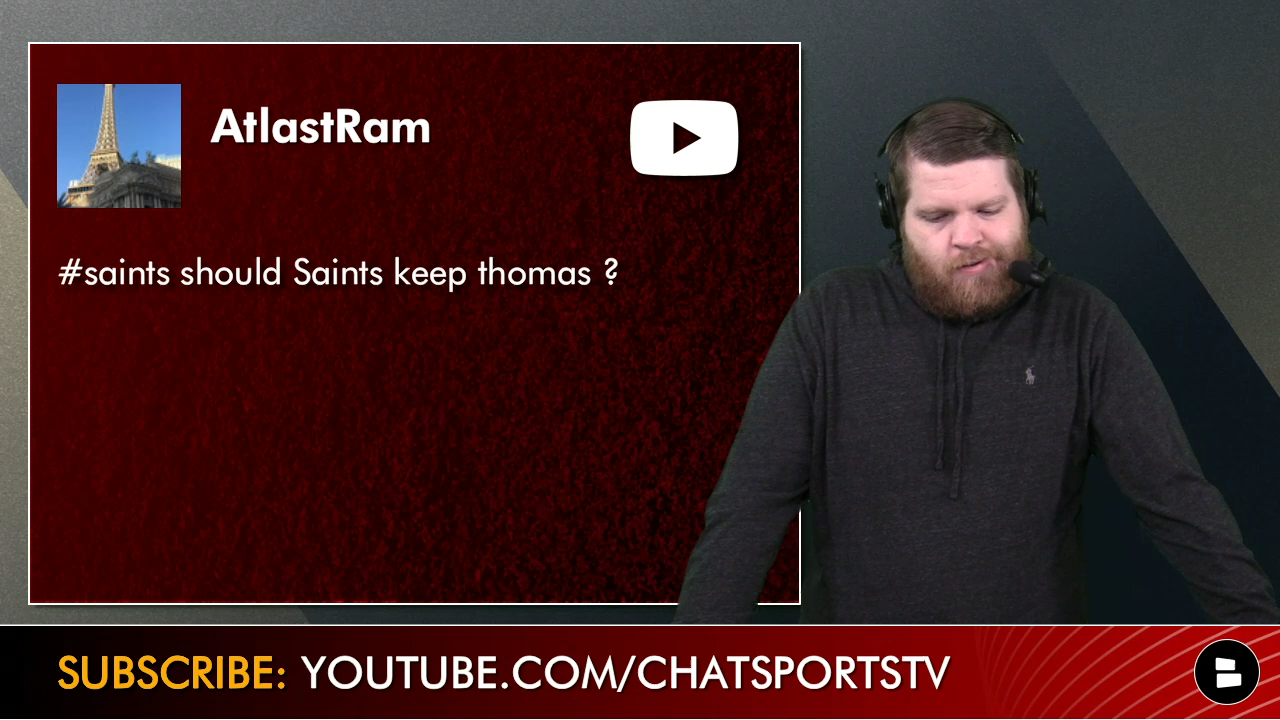 AtlastRam
#saints should Saints keep thomas ?
SUBSCRIBE: YOUTUBE.COM/CHATSPORTSTV